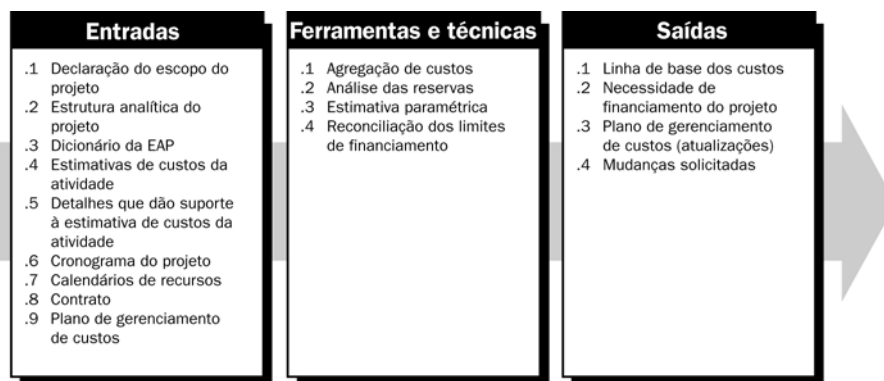 Entradas
.1 Declaração do escopo do
projeto
.2 Estrutura analítica do
projeto
.3 Dicionário da EAP
.4 Estimativas de custos da
atividade
.5 Detalhes que dão suporte
à estimativa de custos da
atividade
.6 Cronograma do projeto
.7 Calendários de recursos
.8 Contrato
.9 Plano de gerenciamento
de custos
Ferramentas e técnicas
.1 Agregação de custos
.2 Análise das reservas
.3 Estimativa paramétrica
.4 Reconciliação dos limites
de financiamento
Saídas
.1 Linha de base dos custos
.2 Necessidade de
financiamento do projeto
.3 Plano de gerenciamento
de custos (atualizações)
.4 Mudanças solicitadas